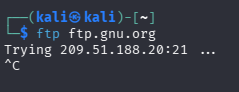 ┌──(kali㉿kali)-[~]
└─$ ftp ftp.gnu.org
Trying 209.51.188.20:21 ...
^C